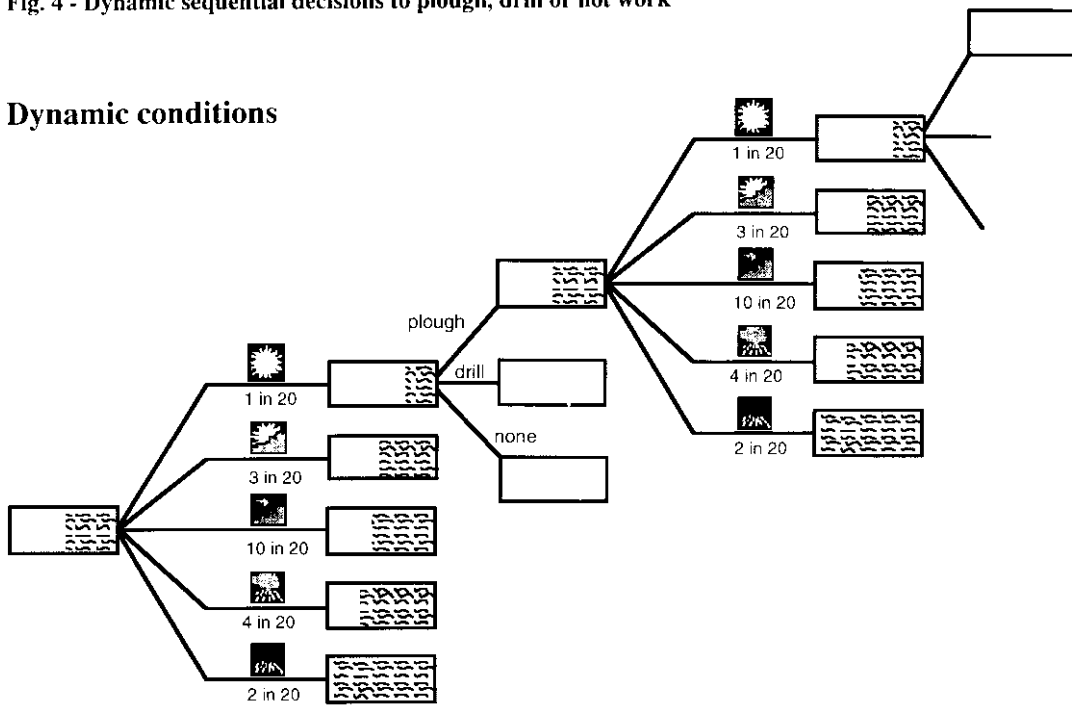 Fig. 4 - Dynamic sequential decisions to plough, drill or not work
Dynamic conditions
1 in 20
3 in 20
10 in 20
4 in 20
2 in 20
plough
drill
none
1 in 20
3 in 20
10 in 20
4 in 20
2 in 20